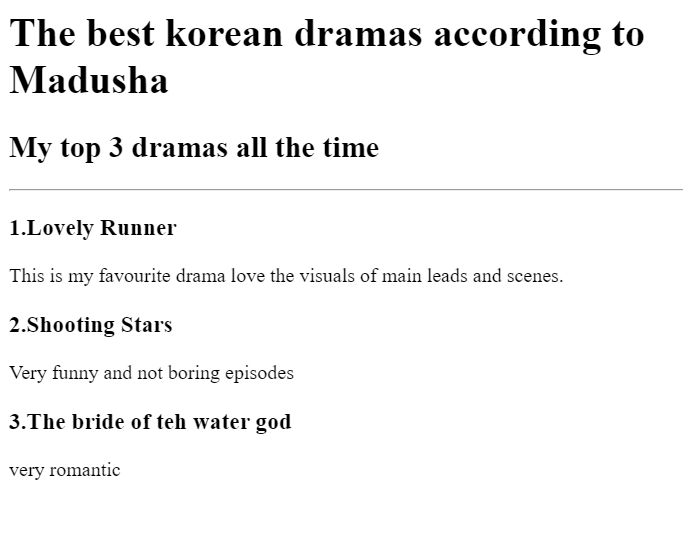 The best korean dramas according to
Madusha
My top 3 dramas all the time
1.Lovely Runner
This is my favourite drama love the visuals of main leads and scenes.
2.Shooting Stars
Very funny and not boring episodes
3.The bride of teh water god
very romantic